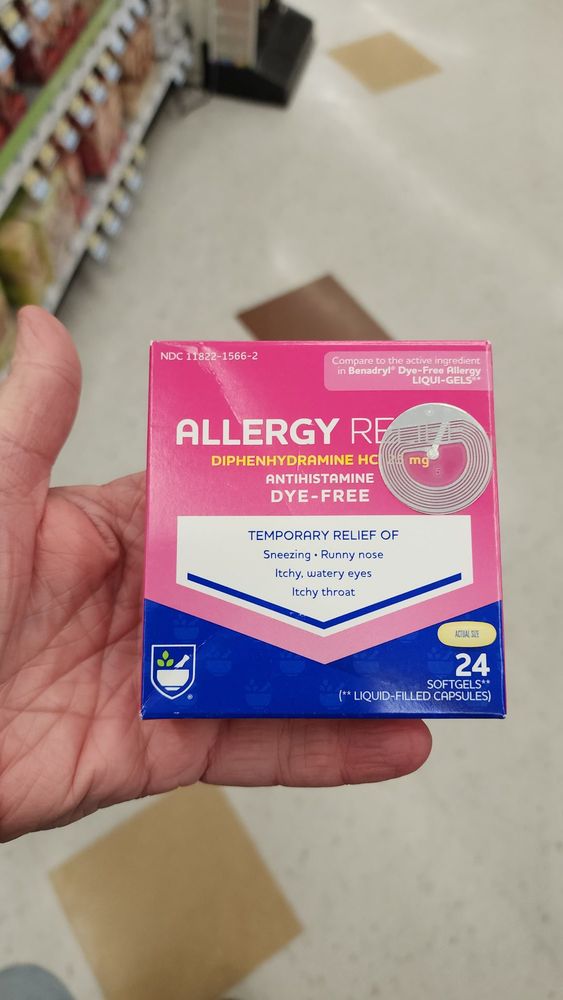 NDC 11822-1566-2
Compare to the active ingredient
in Benadryl® Dye-Free Allergy
LIQUI-GELS**
ALLERGY
DIPHENHYDRAMINE HC mg
ANTIHISTAMINE
DYE-FREE
TEMPORARY RELIEF OF
Sneezing • Runny nose
Itchy, watery eyes
Itchy throat
ACTUAL SIZE
24
SOFTGELS**
(** LIQUID-FILLED CAPSULES)
®